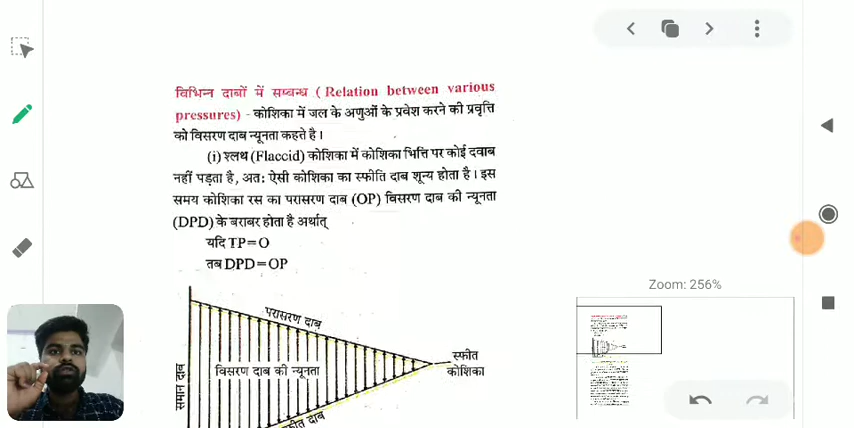 विभिन्न दाबों में सम्बन्ध ( Relation between various
pressures) - कोशिका में जल के अणुओं के प्रवेश करने की प्रवृत्ति
को विसरण दाब न्यूनता कहते है।
(i) श्लथ (Flaccid) कोशिका में कोशिका भित्ति पर कोई दवाब
नहीं पड़ता है, अतः ऐसी कोशिका का स्फीति दाब शून्य होता है। इस
समय कोशिका रस का परासरण दाब (OP) विसरण दाब की न्यूनता
(DPD) के बराबर होता है अर्थात्
यदि TP=O
तब DPD=OP
Zoom: 256%
परासरण दाब
विसरण दाब की न्यूनता
समान दाब
स्फीत
कोशिका
दाब